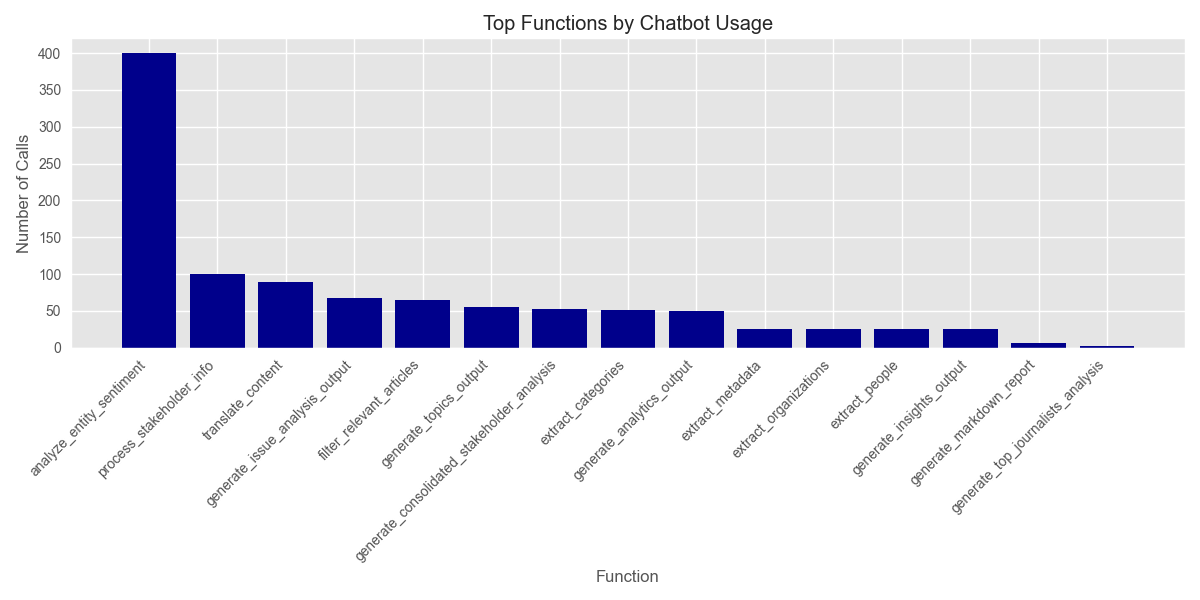 Top Functions by Chatbot Usage
Number of Calls
400
350
300
250
200
150
100
50
0
analyze_entity_sentiment
process_stakeholder_info
translate_content
generate_issue_analysis_output
filter_relevant_articles
generate_topics_output
generate_consolidated_stakeholder_analysis
extract_categories
generate_analytics_output
extract_metadata
extract_organizations
extract_people
generate_insights_output
generate_markdown_report
generate_top_journalists_analysis
Function